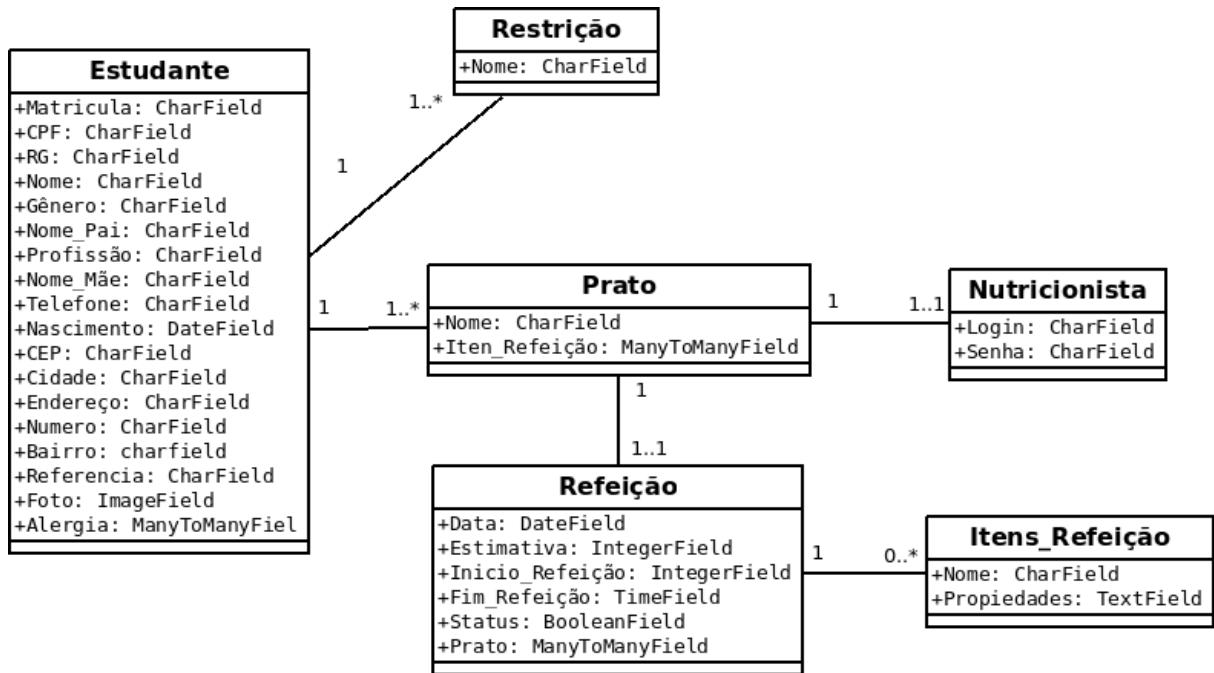 Restrição
+Nome: CharField
Estudante
+Matricula: CharField
+CPF: CharField
+RG: CharField
+Nome: CharField
+Gênero: CharField
+Nome_Pai: CharField
+Profissão: CharField
+Nome_Mãe: CharField
+Telefone: CharField
+Nascimento: DateField
+CEP: CharField
+Cidade: CharField
+Endereço: CharField
+Numero: CharField
+Bairro: charfield
+Referencia: CharField
+Foto: ImageField
+Alergia: ManyToManyFiel
1..*
1
1
1..*
Prato
+Nome: CharField
+Iten_Refeição: ManyToManyField
1
1..1
Nutricionista
+Login: CharField
+Senha: CharField
1
1..1
Refeição
+Data: DateField
+Estimativa: IntegerField
+Inicio_Refeição: IntegerField
+Fim_Refeição: TimeField
+Status: BooleanField
+Prato: ManyToManyField
1
0..*
Itens_Refeição
+Nome: CharField
+Propiedades: TextField